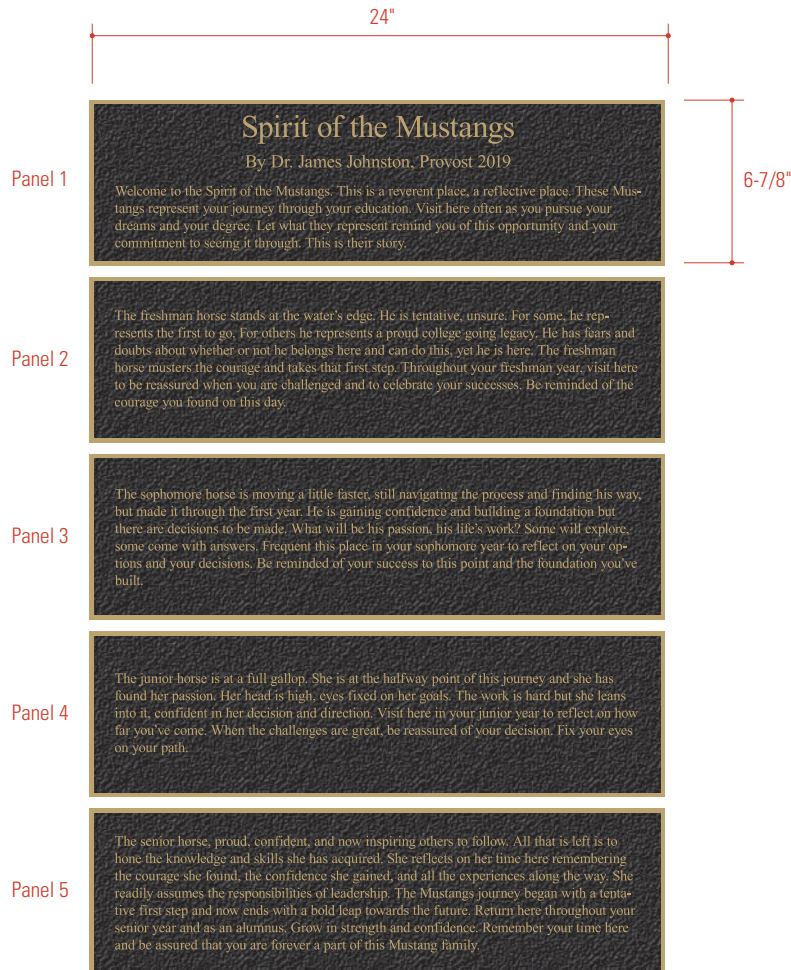 24"
Spirit of the Mustangs
By Dr. James Johnston, Provost 2019
Panel 1
6-7/8"
Welcome to the Spirit of the Mustangs. This is a reverent place, a reflective place. These Mus-
tangs represent your journey through your education. Visit here often as you pursue your
dreams and your degree. Let what they represent remind you of this opportunity and your
commitment to seeing it through. This is their story.
Panel 2
The freshman horse stands at the water's edge. He is tentative, unsure. For some, he rep-
resents the first to go. For others he represents a proud college going legacy. He has fears and
doubts about whether or not he belongs here and can do this, yet he is here. The freshman
horse musters the courage and takes that first step. Throughout your freshman year, visit here
to be reassured when you are challenged and to celebrate your successes. Be reminded of the
courage you found on this day.
Panel 3
The sophomore horse is moving a little faster, still navigating the process and finding his way,
but made it through the first year. He is gaining confidence and building a foundation but
there are decisions to be made. What will be his passion, his life's work? Some will explore,
some come with answers. Frequent this place in your sophomore year to reflect on your op-
tions and your decisions. Be reminded of your success to this point and the foundation you've
built.
Panel 4
The junior horse is at a full gallop. She is at the halfway point of this journey and she has
found her passion. Her head is high, eyes fixed on her goals. The work is hard but she leans
into it, confident in her decision and direction. Visit here in your junior year to reflect on how
far you've come. When the challenges are great, be reassured of your decision. Fix your eyes
on your path.
Panel 5
The senior horse, proud, confident, and now inspiring others to follow. All that is left is to
hone the knowledge and skills she has acquired. She reflects on her time here remembering
the courage she found, the confidence she gained, and all the experiences along the way. She
readily assumes the responsibilities of leadership. The Mustangs journey began with a tenta-
tive first step and now ends with a bold leap towards the future. Return here throughout your
senior year and as an alumnus. Grow in strength and confidence. Remember your time here
and be assured that you are forever a part of this Mustang family.